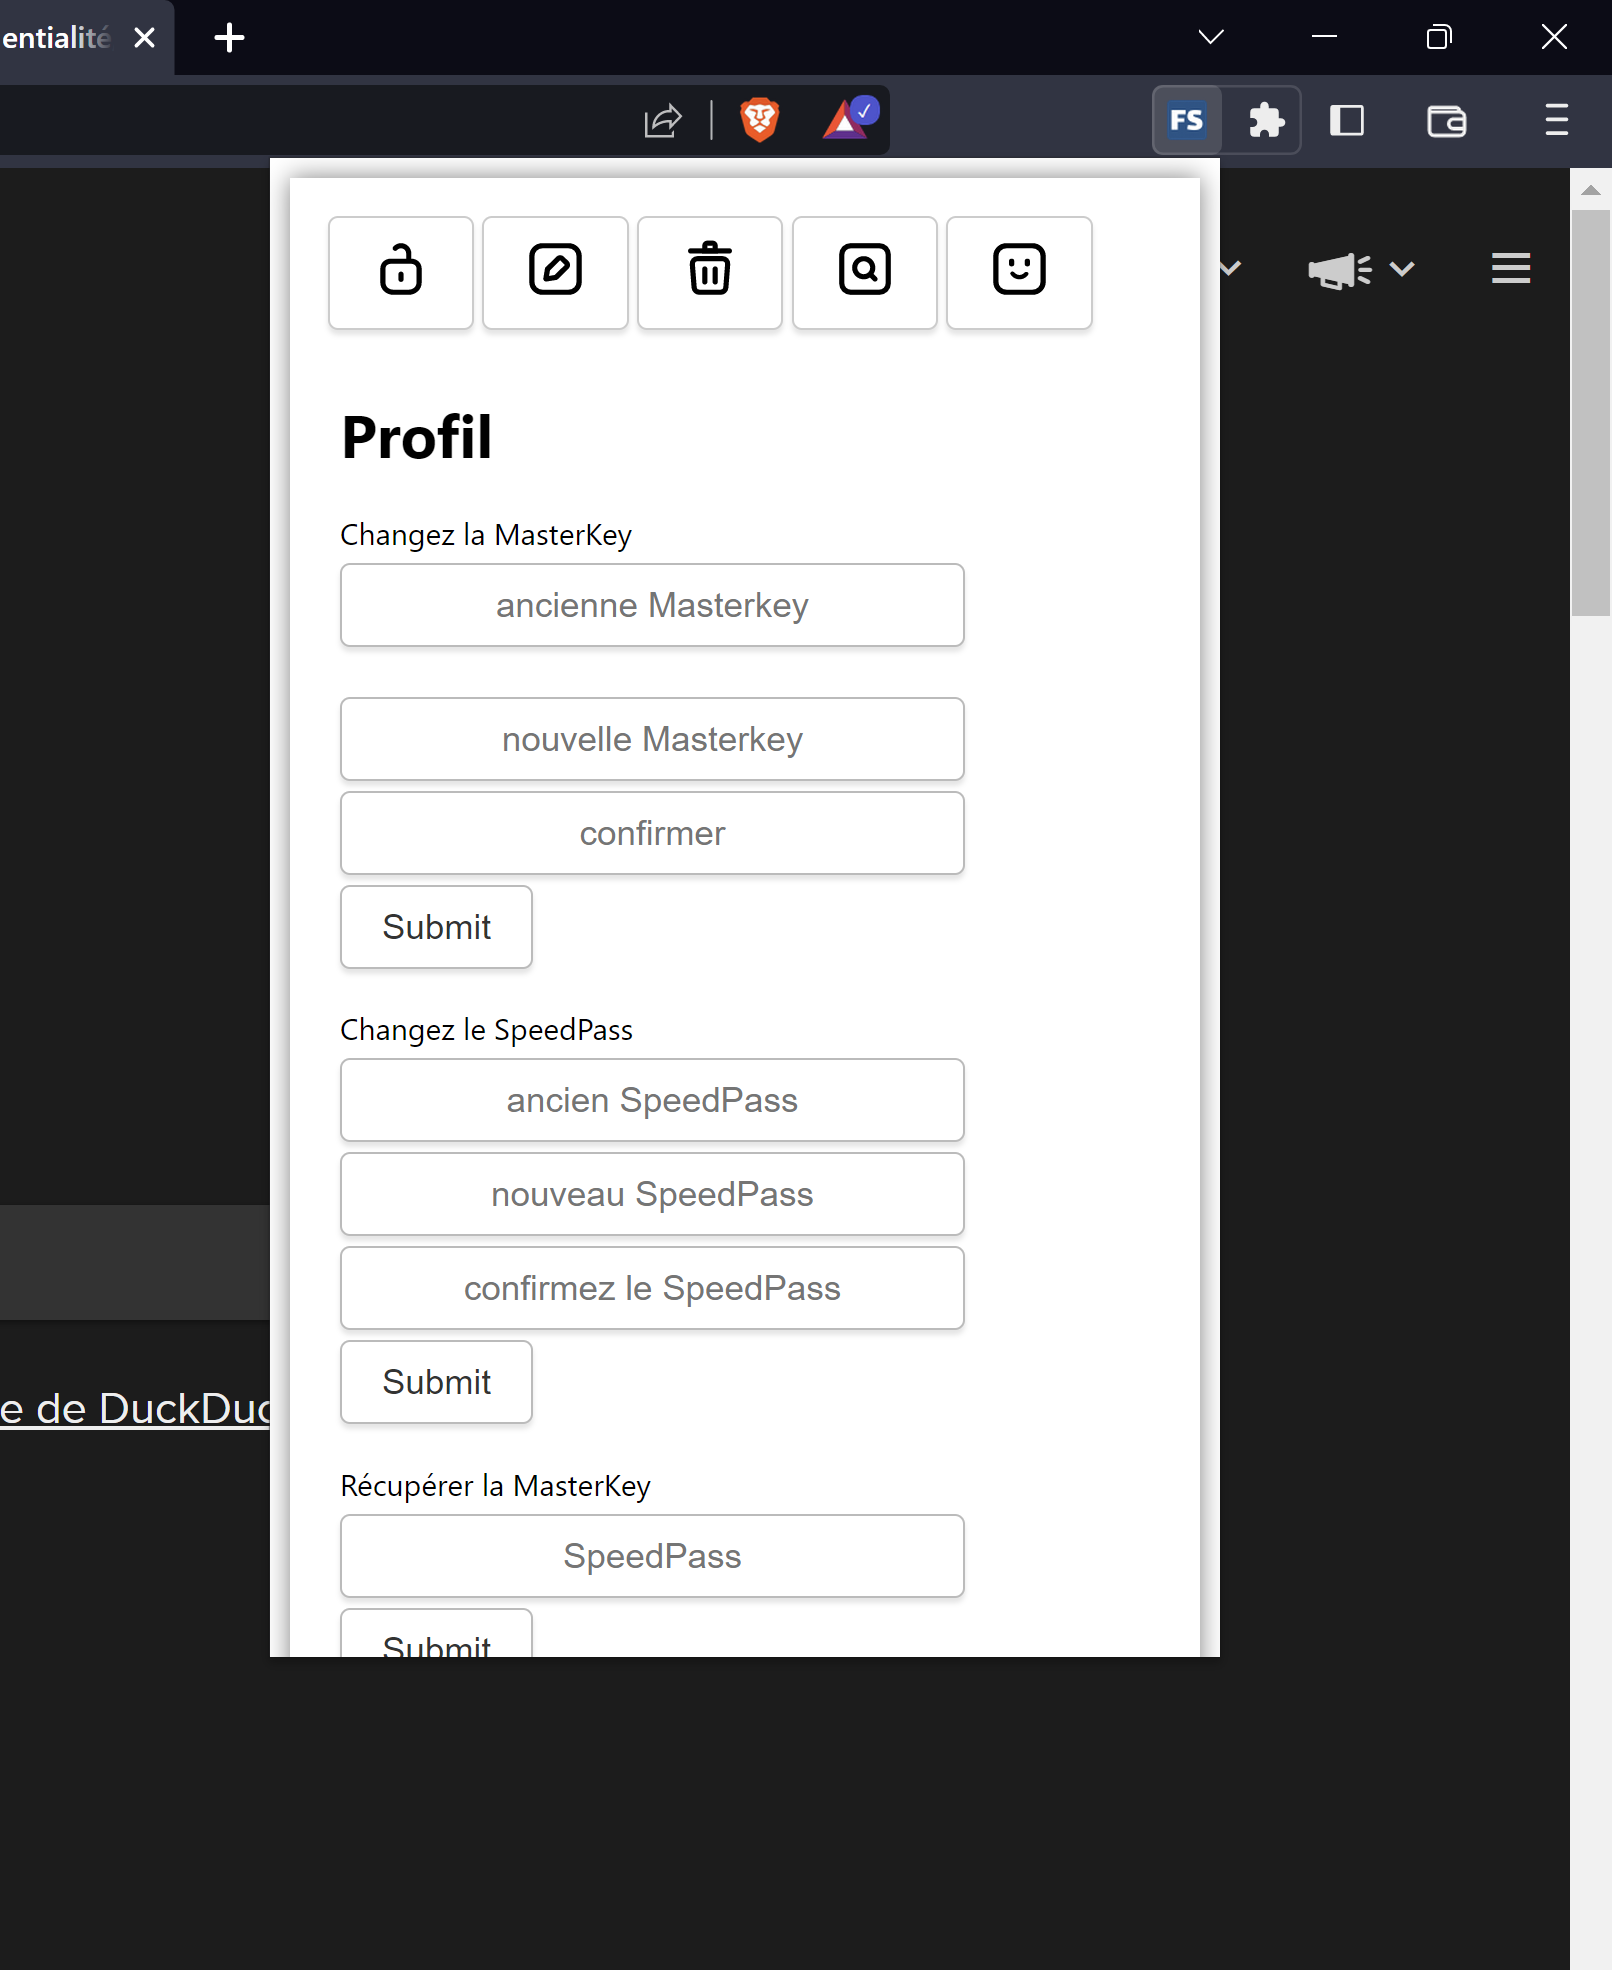 entialité
FS
Profil
Changez la MasterKey
ancienne Masterkey
nouvelle Masterkey
confirmer
Submit
Changez le SpeedPass
ancien SpeedPass
nouveau SpeedPass
confirmez le SpeedPass
Submit
e de DuckDuc
Récupérer la MasterKey
SpeedPass
Submit